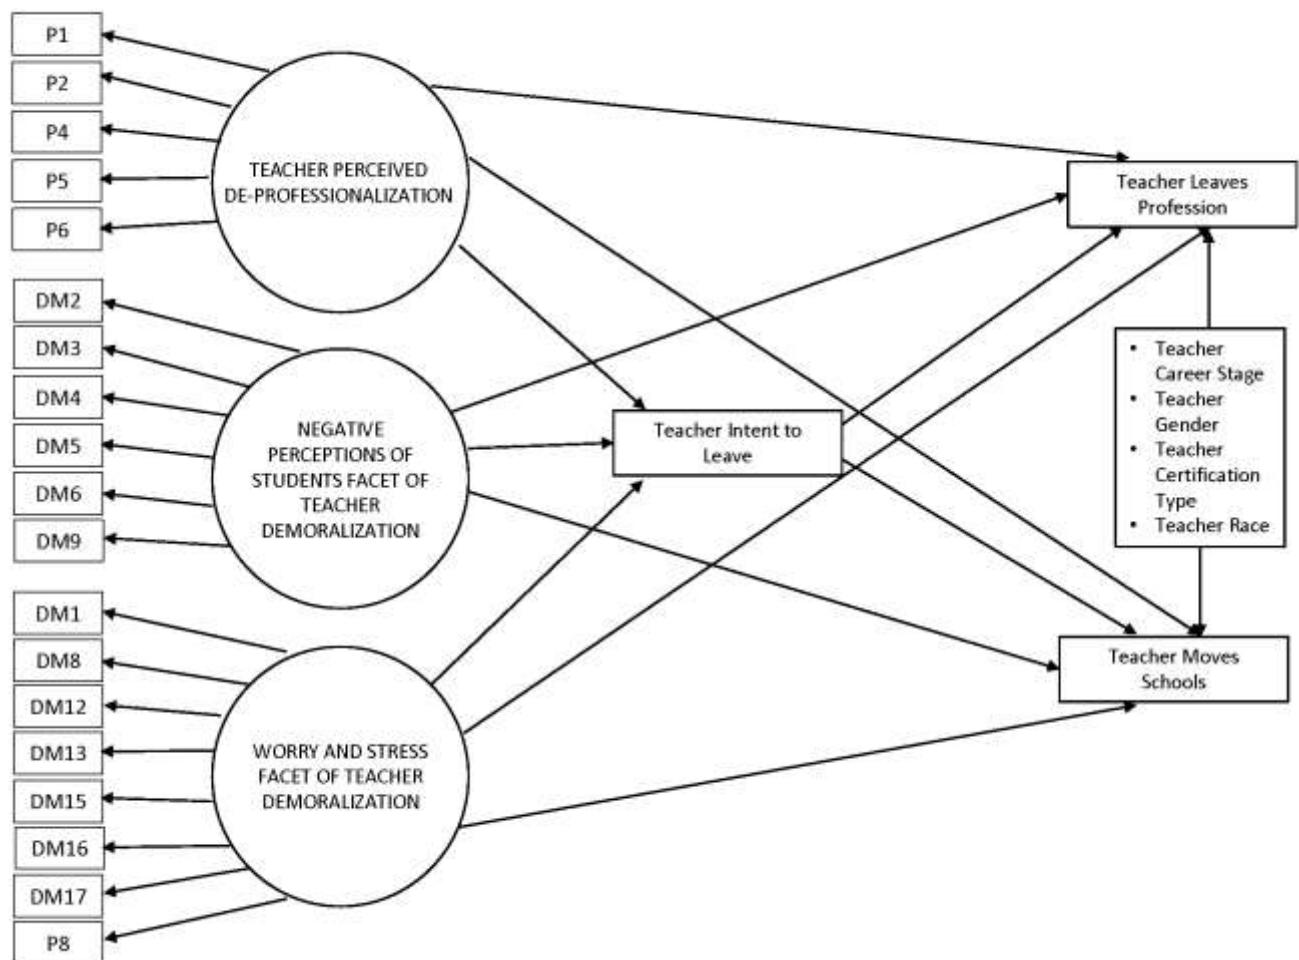 P1
P2
P4
P5
P6
TEACHER PERCEIVED
DE-PROFESSIONALIZATION
DM2
DM3
DM4
DM5
DM6
DM9
NEGATIVE
PERCEPTIONS OF
STUDENTS FACET OF
TEACHER
DEMORALIZATION
DM1
DM8
DM12
DM13
DM15
DM16
DM17
P8
WORRY AND STRESS
FACET OF TEACHER
DEMORALIZATION
Teacher Intent to
Leave
Teacher Leaves
Profession
• Teacher
Career Stage
• Teacher
Gender
• Teacher
Certification
Type
• Teacher Race
Teacher Moves
Schools